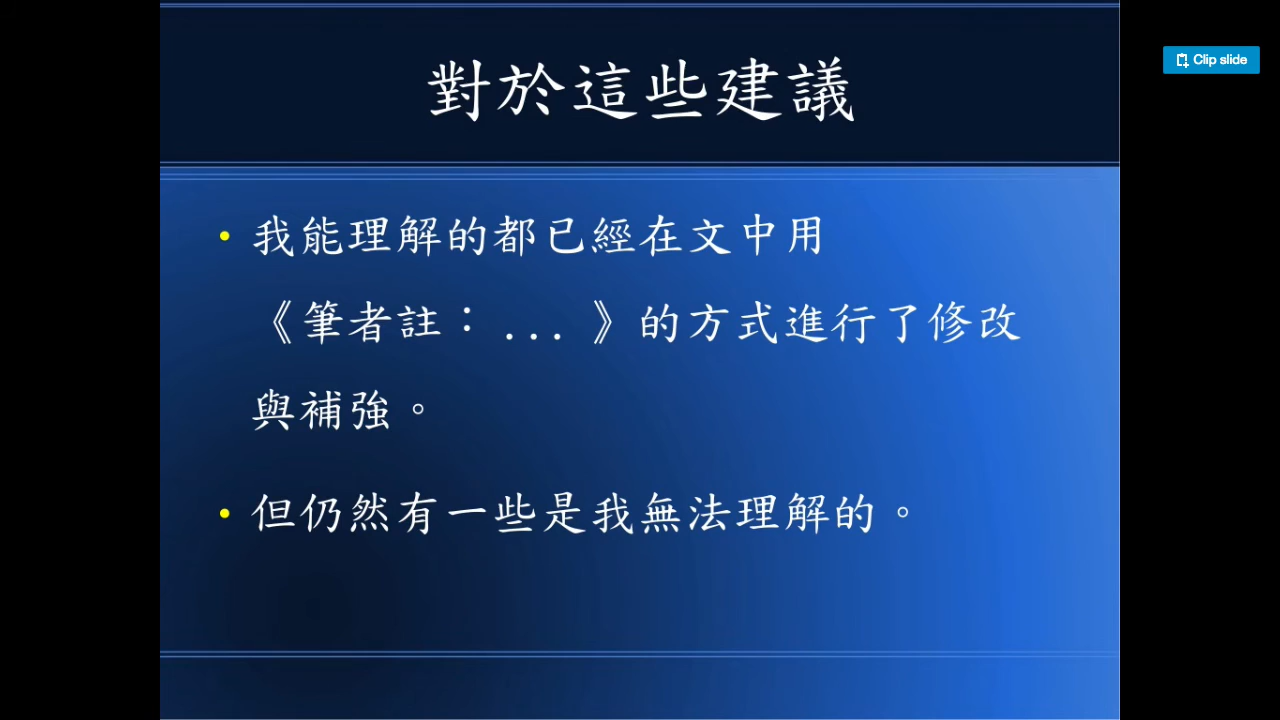 對於這些建議
Clip slide
• 我能理解的都已經在文中用
《筆者註：...》的方式進行了修改
與補強。
• 但仍然有一些是我無法理解的。